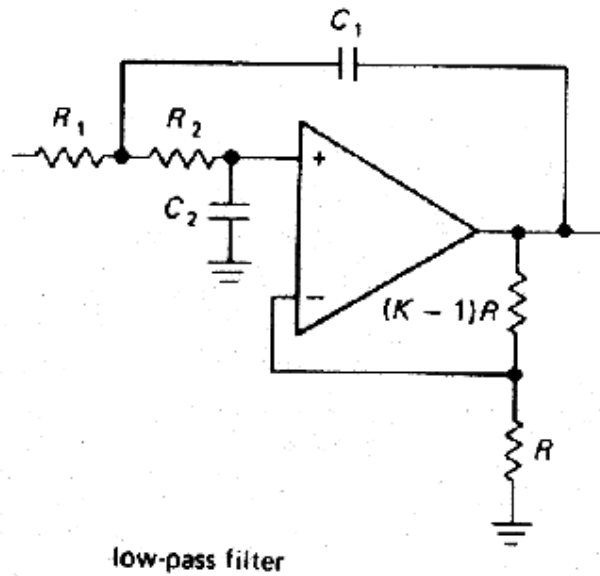 C₁
R₁
R₂
+
C₂
−
(K − 1)R
R
low-pass filter